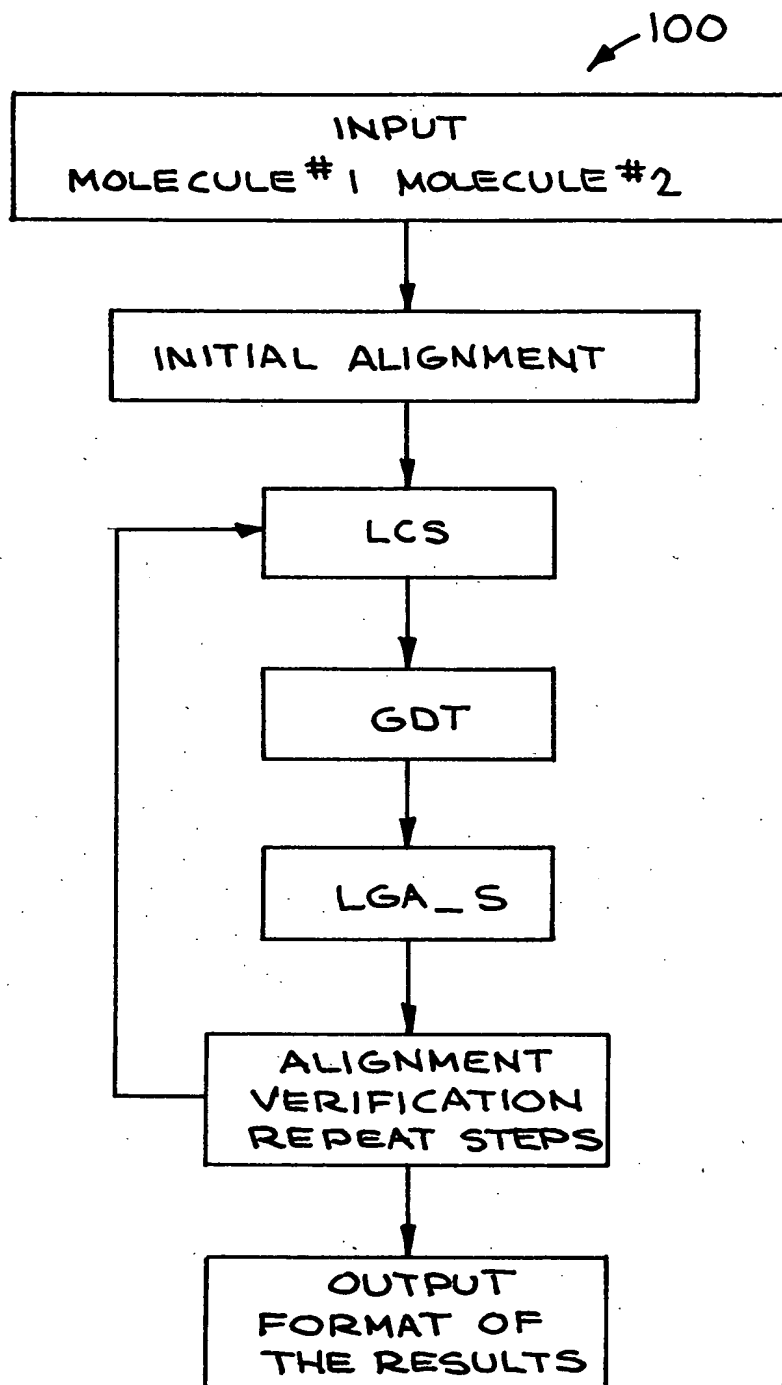 100
INPUT
MOLECULE #1 MOLECULE #2
INITIAL ALIGNMENT
LCS
GDT
LGA_S
ALIGNMENT
VERIFICATION
REPEAT STEPS
OUTPUT
FORMAT OF
THE RESULTS